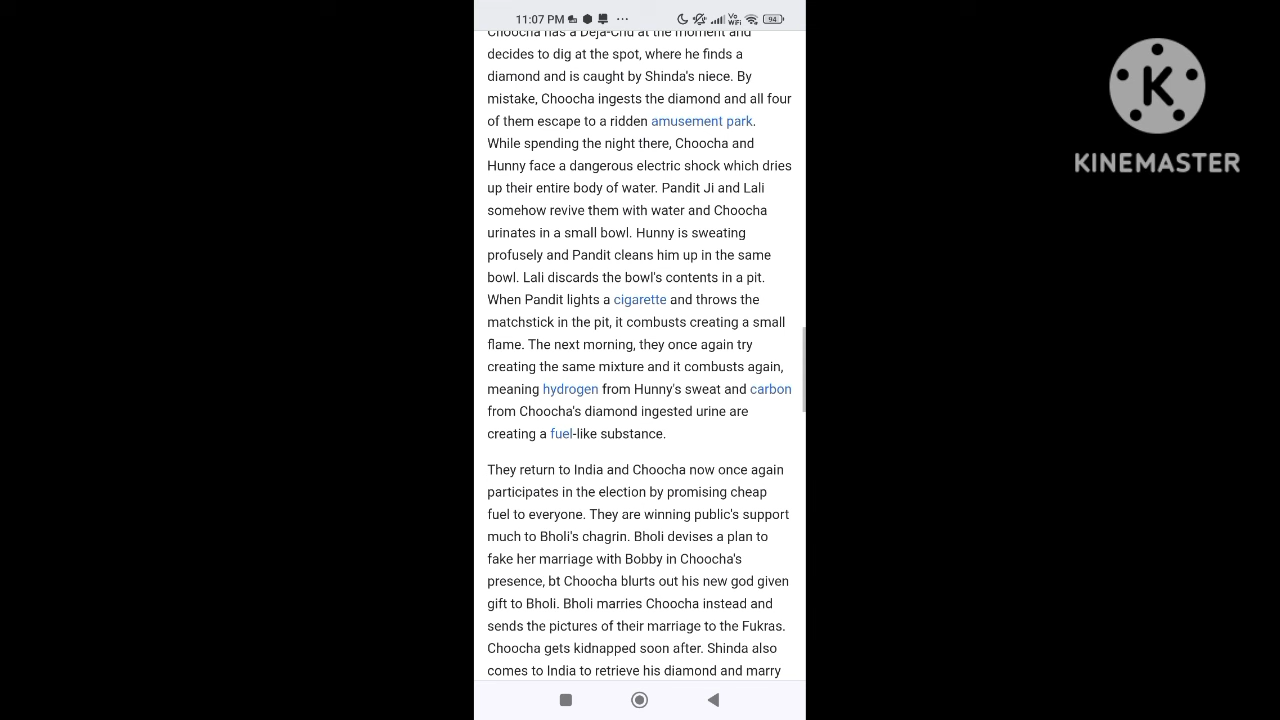 11:07 PM
Vo
WiFi
94
Choocha has a Deja-Chu at the moment and
decides to dig at the spot, where he finds a
diamond and is caught by Shinda's niece. By
mistake, Choocha ingests the diamond and all four
of them escape to a ridden amusement park.
While spending the night there, Choocha and
Hunny face a dangerous electric shock which dries
up their entire body of water. Pandit Ji and Lali
somehow revive them with water and Choocha
urinates in a small bowl. Hunny is sweating
profusely and Pandit cleans him up in the same
bowl. Lali discards the bowl's contents in a pit.
When Pandit lights a cigarette and throws the
matchstick in the pit, it combusts creating a small
flame. The next morning, they once again try
creating the same mixture and it combusts again,
meaning hydrogen from Hunny's sweat and carbon
from Choocha's diamond ingested urine are
creating a fuel-like substance.
They return to India and Choocha now once again
participates in the election by promising cheap
fuel to everyone. They are winning public's support
much to Bholi's chagrin. Bholi devises a plan to
fake her marriage with Bobby in Choocha's
presence, bt Choocha blurts out his new god given
gift to Bholi. Bholi marries Choocha instead and
sends the pictures of their marriage to the Fukras.
Choocha gets kidnapped soon after. Shinda also
comes to India to retrieve his diamond and marry
K
KINEMASTER